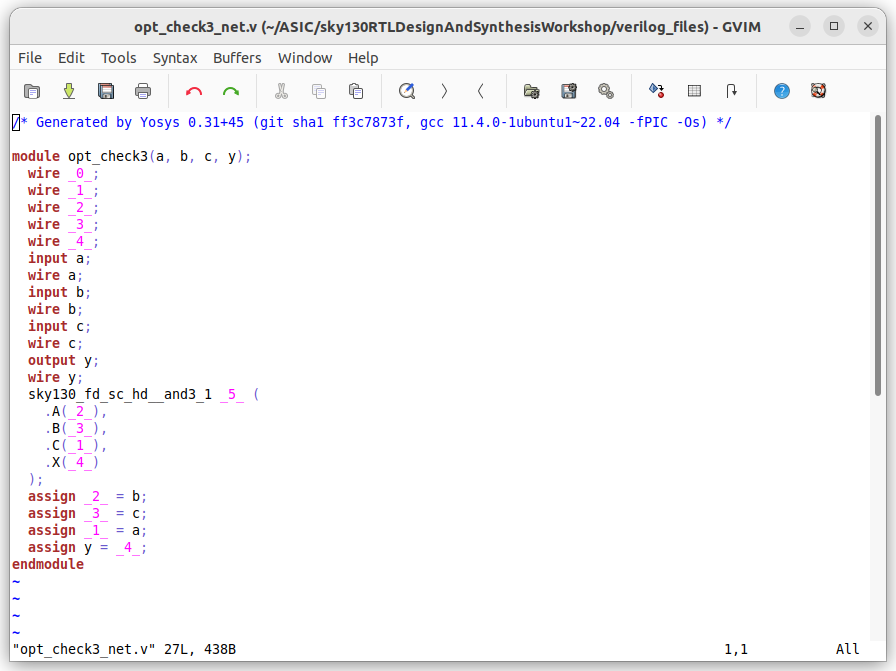 opt_check3_net.v (~/ASIC/sky130RTLDesignAndSynthesisWorkshop/verilog_files) - GVIM
File Edit Tools Syntax Buffers Window Help
/* Generated by Yosys 0.31+45 (git sha1 ff3c7873f, gcc 11.4.0-1ubuntu1~22.04 -fPIC -Os) */
module opt_check3(a, b, c, y);
  wire _0_;
  wire _1_;
  wire _2_;
  wire _3_;
  wire _4_;
  input a;
  wire a;
  input b;
  wire b;
  input c;
  wire c;
  output y;
  wire y;
  sky130_fd_sc_hd__and3_1 _5_ (
    .A(_2_),
    .B(_3_),
    .C(_1_),
    .X(_4_)
  );
  assign _2_ = b;
  assign _3_ = c;
  assign _1_ = a;
  assign y = _4_;
endmodule
~
~
~
~
"opt_check3_net.v" 27L, 438B 1,1 All